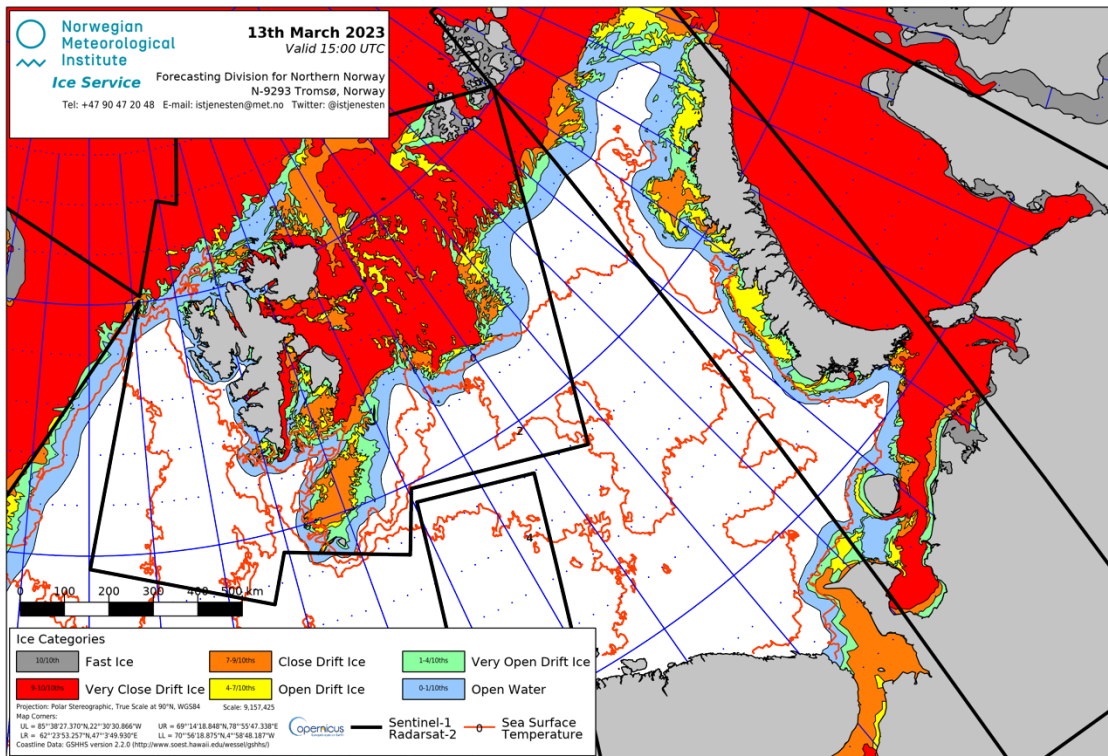 Norwegian
Meteorological
Institute
Ice Service
13th March 2023
Valid 15:00 UTC
Forecasting Division for Northern Norway
N-9293 Tromsø, Norway
Tel: +47 90 47 20 48 E-mail: istjenesten@met.no Twitter: @istjenesten
2
4
0 100 200 300 400 500 km
Ice Categories
10/10th Fast Ice
7-9/10ths Close Drift Ice
1-4/10ths Very Open Drift Ice
9-10/10ths Very Close Drift Ice
4-7/10ths Open Drift Ice
0-1/10ths Open Water
Projection: Polar Stereographic, True Scale at 90°N, WGS84 Scale: 9,157,425
Map Corners:
UL = 85°'38'27.370"N,22°'30'30.866"W UR = 69°'14'18.848"N,78°'55'47.338"E
LR = 62°'23'53.257"N,47°'3'49.930"E LL = 70°'56'18.875"N,4°'58'48.187"W
Coastline Data: GSHHS version 2.2.0 (http://www.soest.hawaii.edu/wessel/gshhs/)
Copernicus
Sentinel-1
Radarsat-2
0 Sea Surface
Temperature